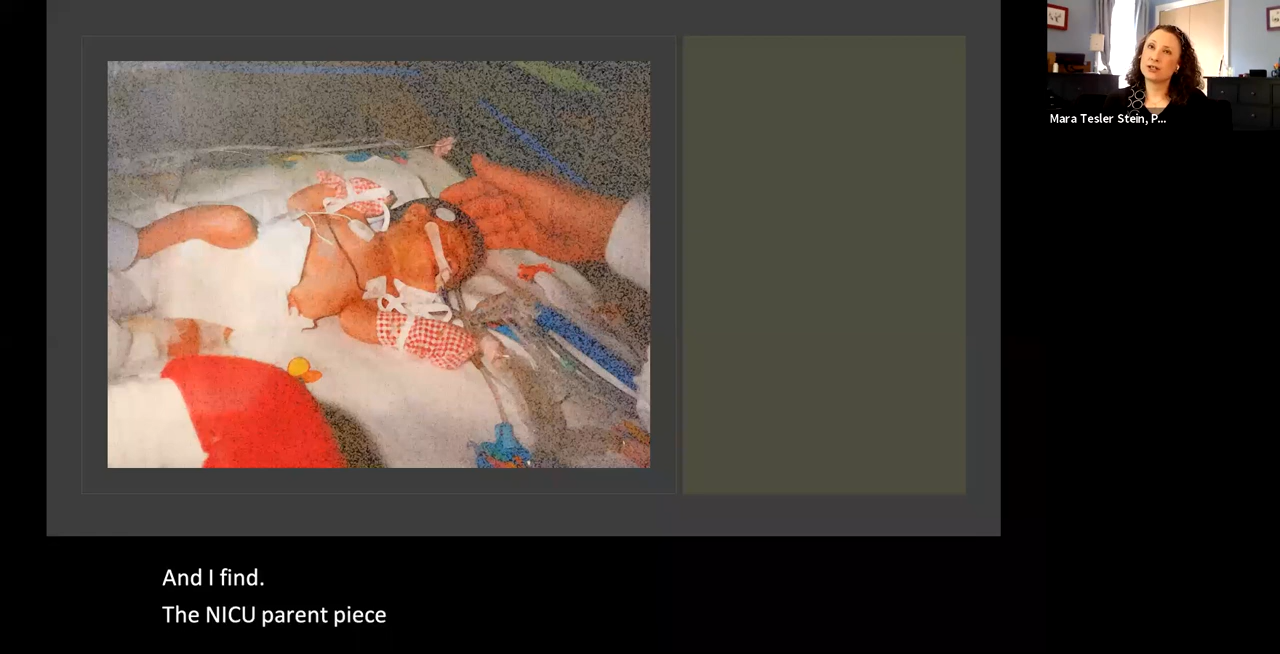 Mara Tesler Stein, P...
And I find.
The NICU parent piece